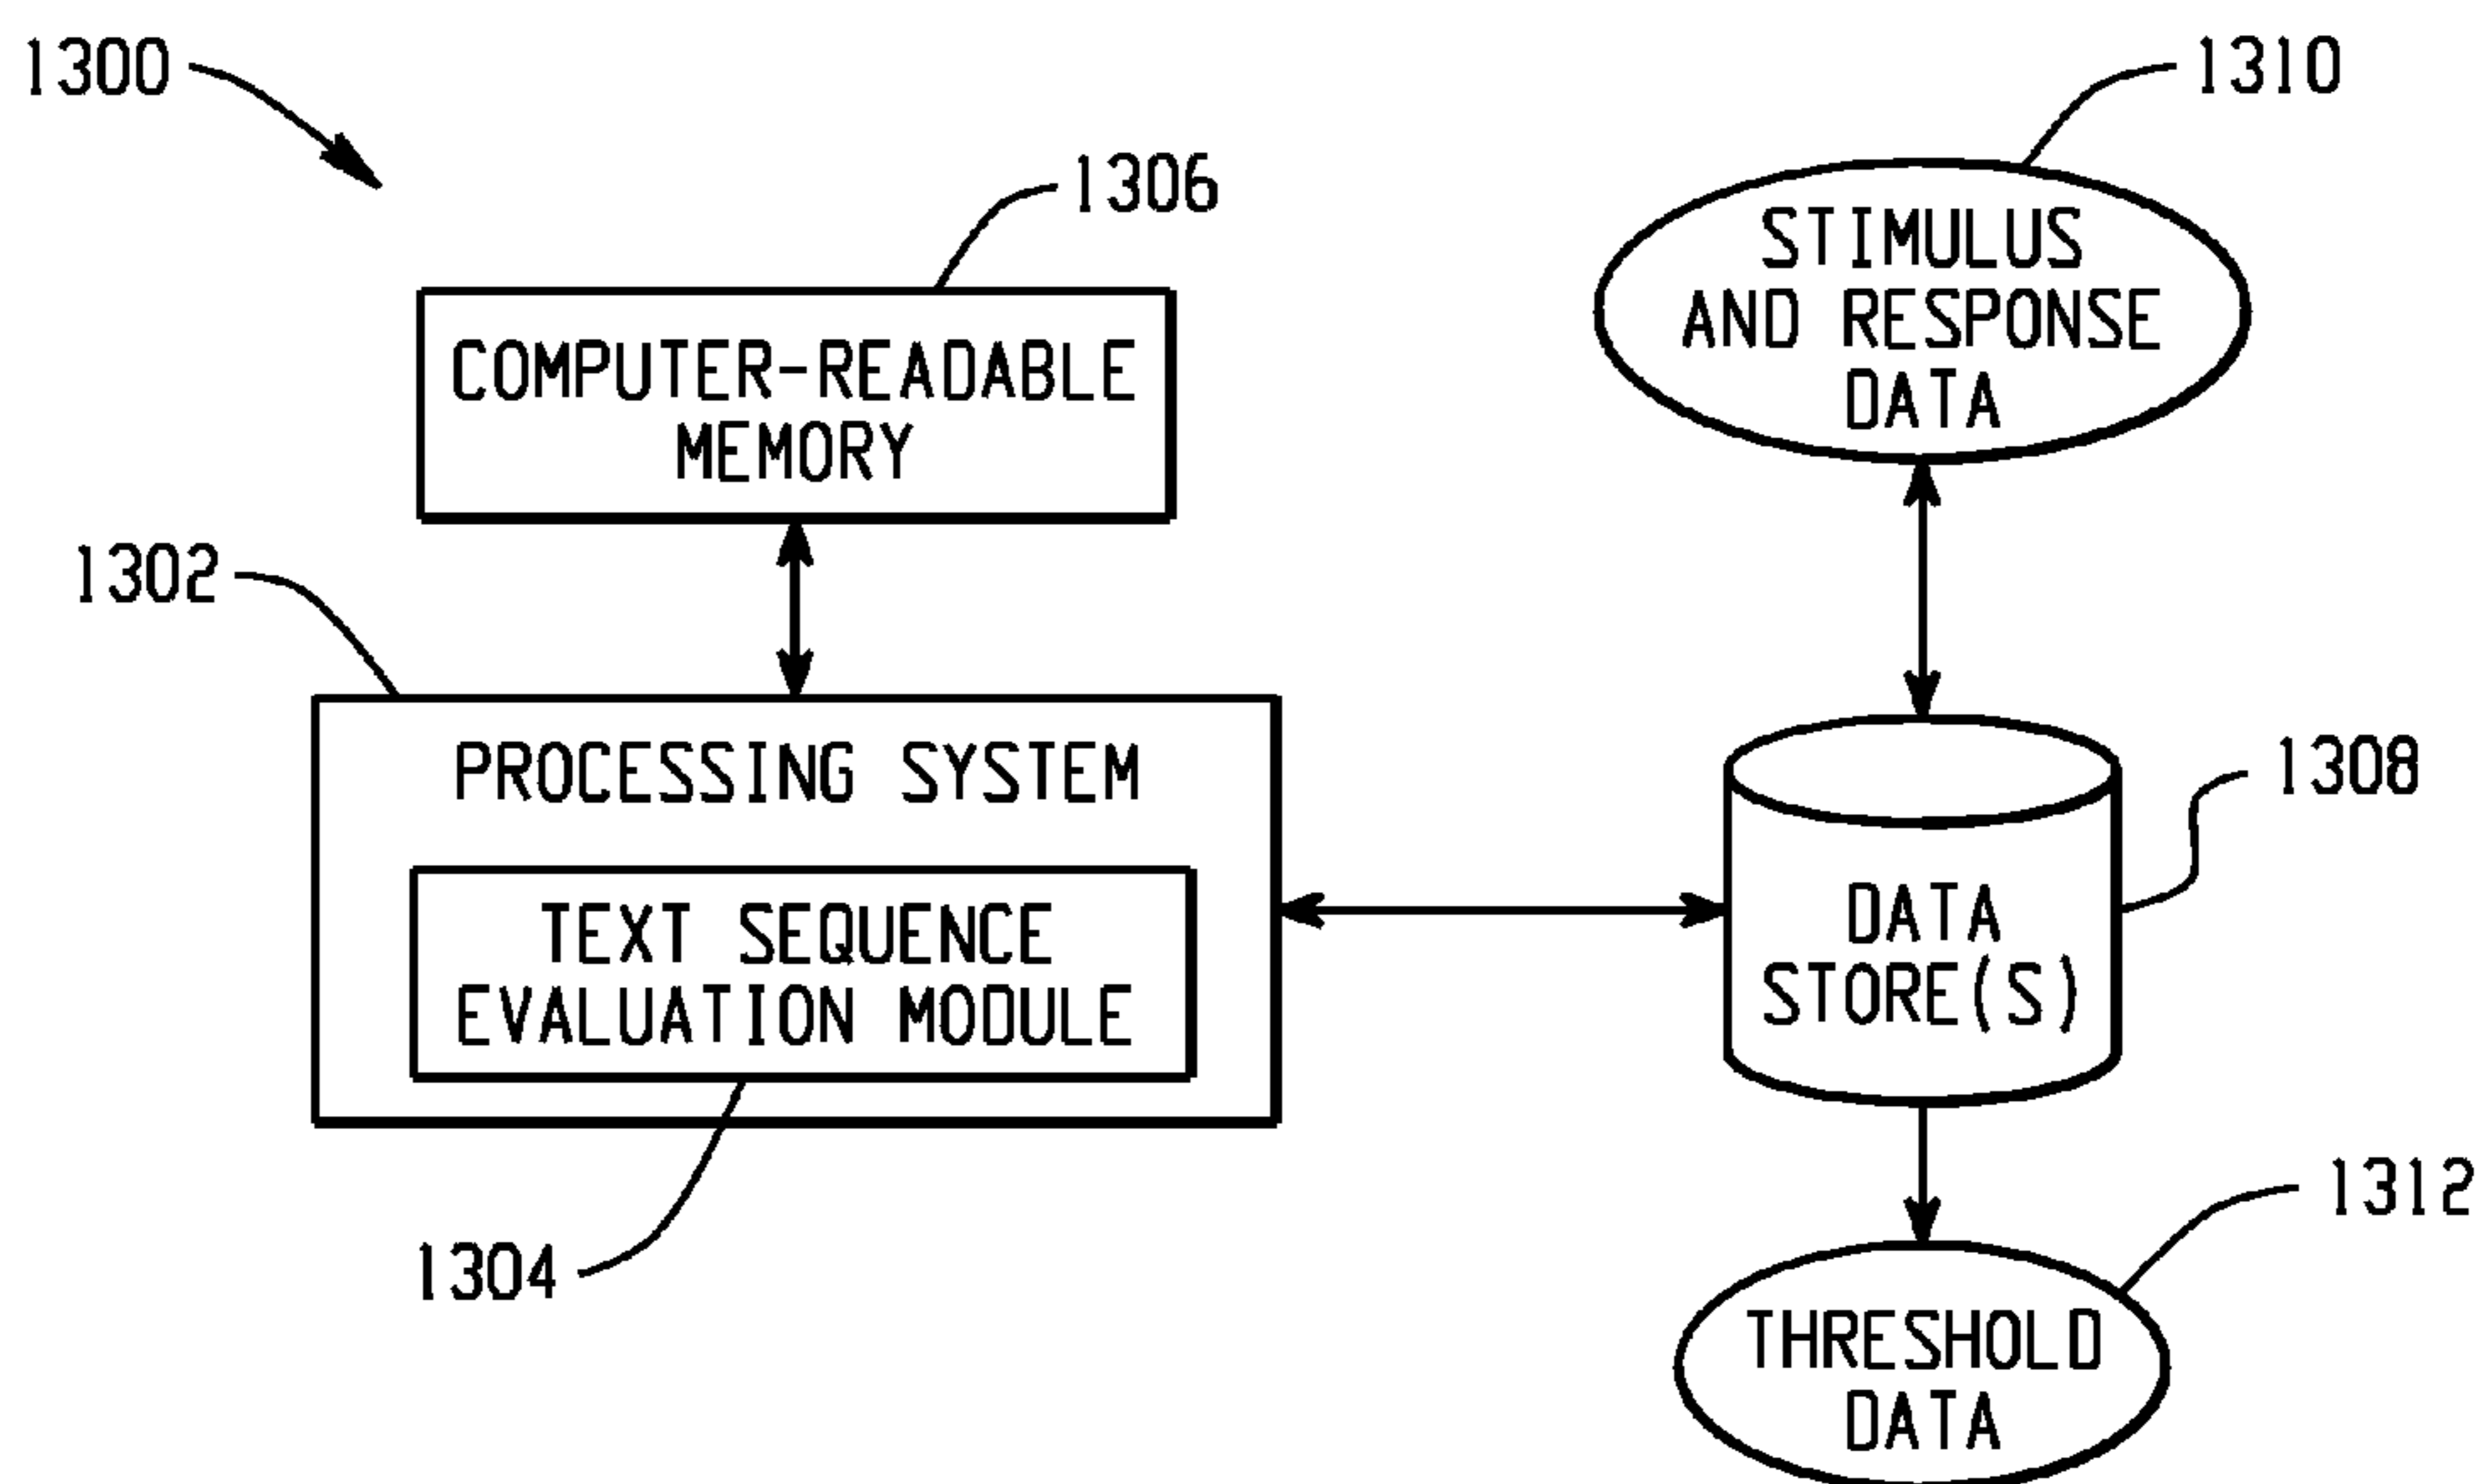 1300
1310
1306
STIMULUS
AND RESPONSE
DATA
COMPUTER-READABLE
MEMORY
1302
PROCESSING SYSTEM
1308
TEXT SEQUENCE
EVALUATION MODULE
DATA
STORE(S)
1304
1312
THRESHOLD
DATA